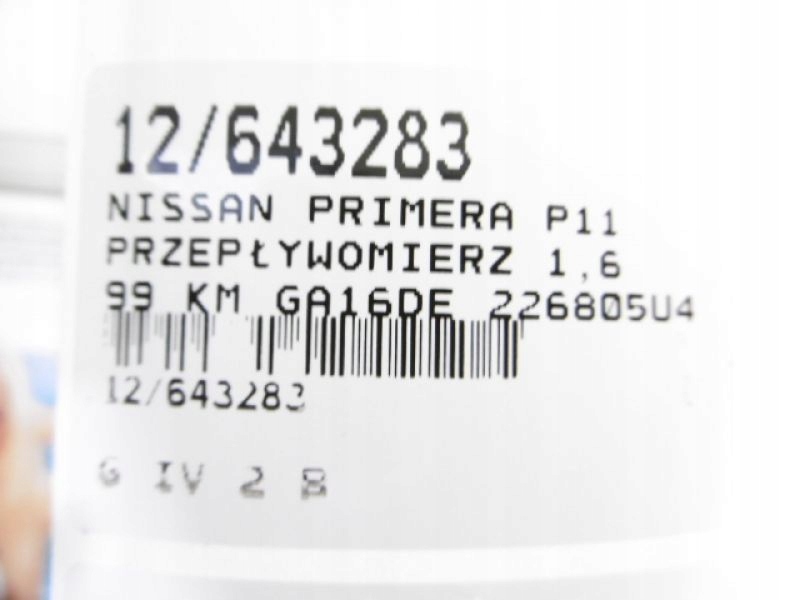 12/643283
NISSAN PRIMERA P11
PRZEPŁYWOMIERZ 1,6
99 KM GA16DE 226805U4
12/643283
G IV 2 B